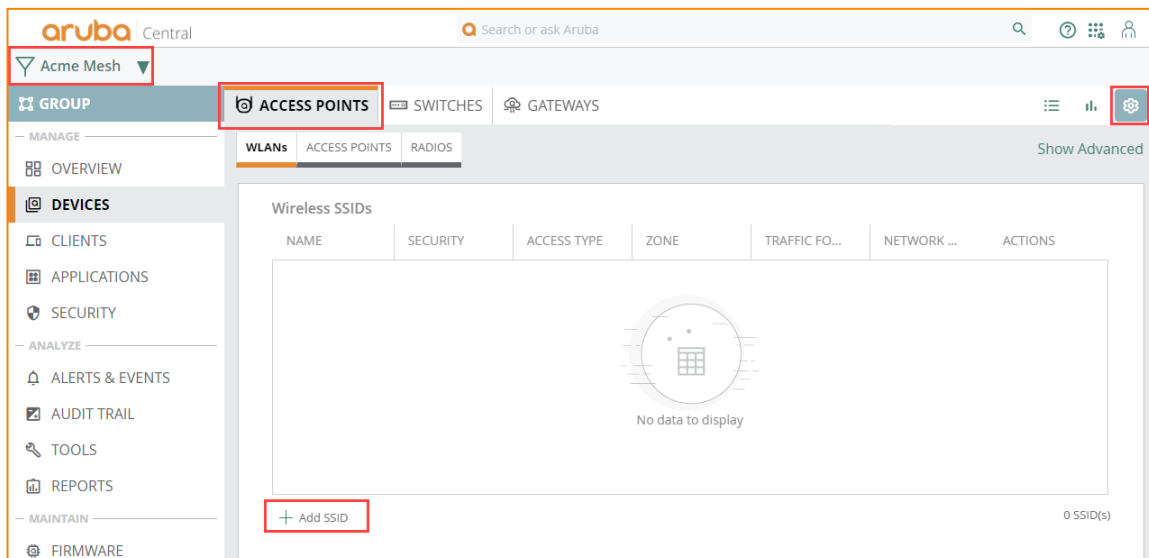 aruba Central
Search or ask Aruba
Acme Mesh
GROUP
ACCESS POINTS
SWITCHES
GATEWAYS
MANAGE
WLANs
ACCESS POINTS
RADIOS
Show Advanced
OVERVIEW
DEVICES
CLIENTS
APPLICATIONS
SECURITY
ANALYZE
ALERTS & EVENTS
AUDIT TRAIL
TOOLS
REPORTS
MAINTAIN
FIRMWARE
Wireless SSIDs
NAME
SECURITY
ACCESS TYPE
ZONE
TRAFFIC FO...
NETWORK ...
ACTIONS
No data to display
+ Add SSID
0 SSID(s)